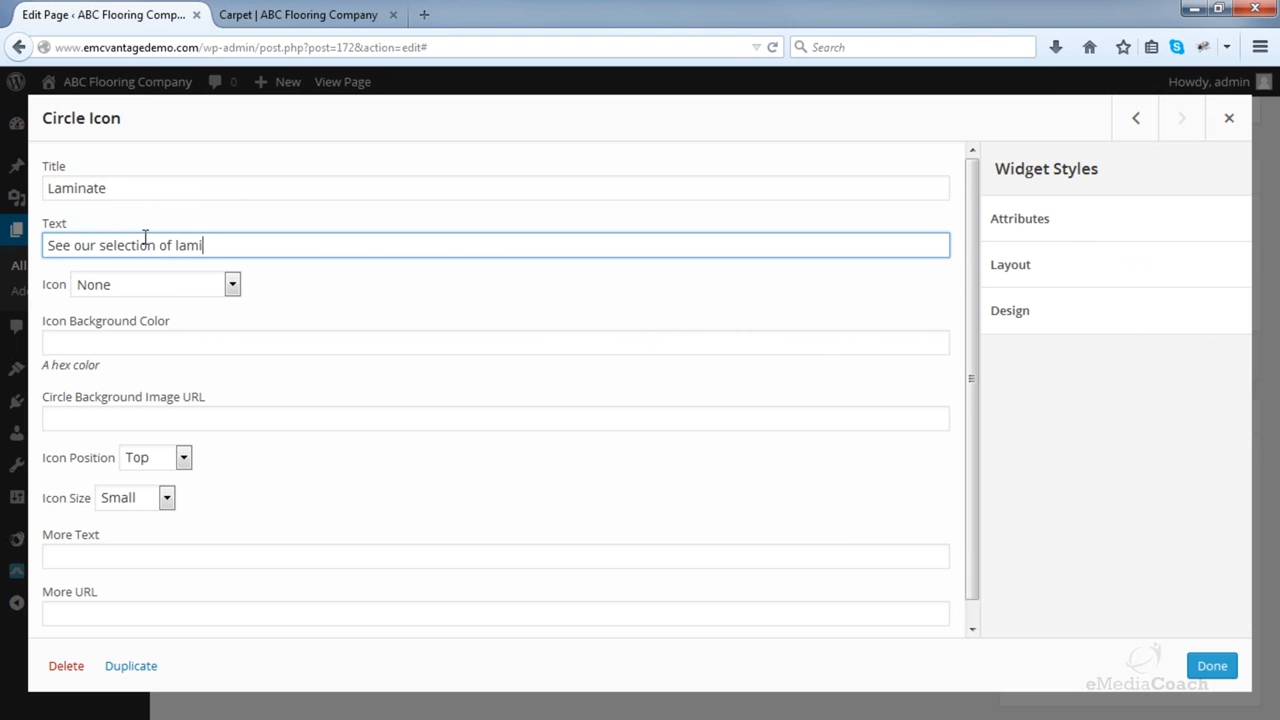 Edit Page ‹ ABC Flooring Comp...
Carpet | ABC Flooring Company
www.emcvantagedemo.com/wp-admin/post.php?post=172&action=edit#
Search
ABC Flooring Company
0
New
View Page
Howdy, admin
Circle Icon
Title
Laminate
Text
See our selection of lami
Icon
None
Icon Background Color
A hex color
Circle Background Image URL
Icon Position
Top
Icon Size
Small
More Text
More URL
Widget Styles
Attributes
Layout
Design
All
Add
Delete
Duplicate
Done
eMediaCoach